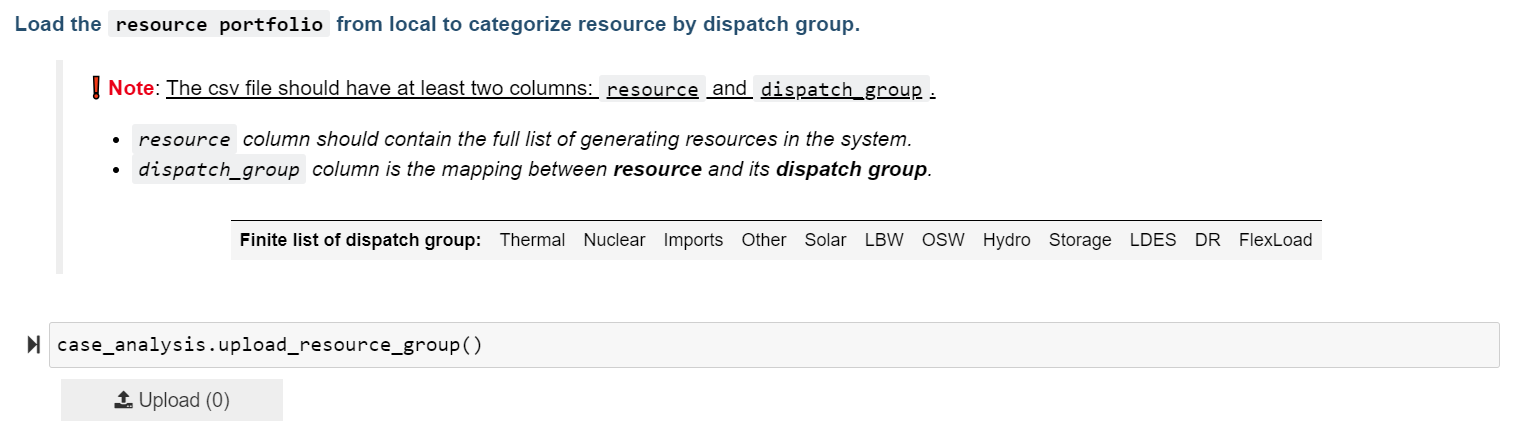 Load the resource portfolio from local to categorize resource by dispatch group.
❗ Note: The csv file should have at least two columns: resource and dispatch_group .
• resource column should contain the full list of generating resources in the system.
• dispatch_group column is the mapping between resource and its dispatch group.
Finite list of dispatch group: Thermal Nuclear Imports Other Solar LBW OSW Hydro Storage LDES DR FlexLoad
case_analysis.upload_resource_group()
Upload (0)